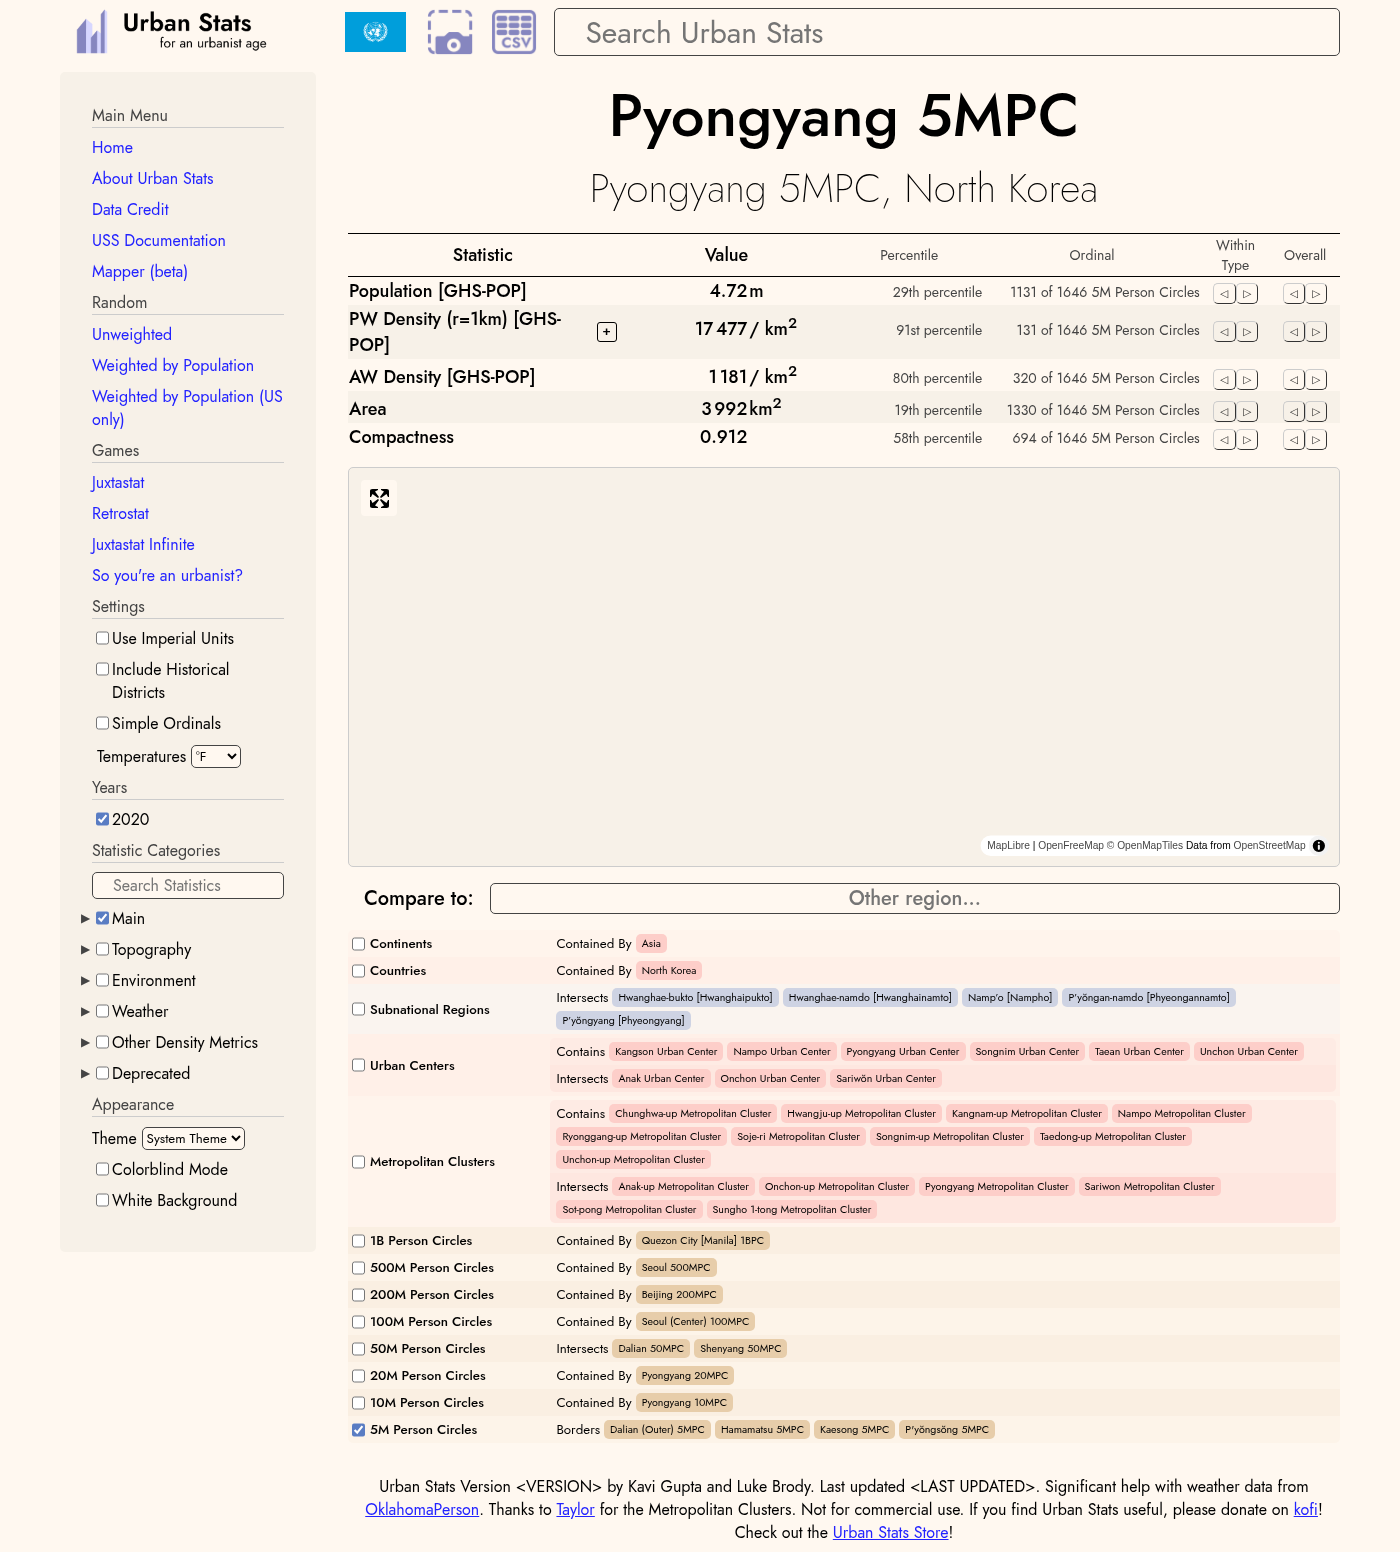 Urban Stats
for an urbanist age
CSV
Search Urban Stats
Main Menu
Home
About Urban Stats
Data Credit
USS Documentation
Mapper (beta)
Random
Unweighted
Weighted by Population
Weighted by Population (US
only)
Games
Juxtastat
Retrostat
Juxtastat Infinite
So you're an urbanist?
Settings
Use Imperial Units
Include Historical
Districts
Simple Ordinals
Temperatures °F
Years
2020
Statistic Categories
Search Statistics
Main
Topography
Environment
Weather
Other Density Metrics
Deprecated
Appearance
Theme System Theme
Colorblind Mode
White Background
Pyongyang 5MPC
Pyongyang 5MPC, North Korea
Statistic Value Percentile Ordinal Within Type Overall
Population [GHS-POP] 4.72 m 29th percentile 1131 of 1646 5M Person Circles
PW Density (r=1km) [GHS-
POP] + 17 477 / km² 91st percentile 131 of 1646 5M Person Circles
AW Density [GHS-POP] 1 181 / km² 80th percentile 320 of 1646 5M Person Circles
Area 3 992 km² 19th percentile 1330 of 1646 5M Person Circles
Compactness 0.912 58th percentile 694 of 1646 5M Person Circles
MapLibre | OpenFreeMap © OpenMapTiles Data from OpenStreetMap
Compare to: Other region...
Continents Contained By Asia
Countries Contained By North Korea
Subnational Regions Intersects Hwanghae-bukto [Hwanghaipukto] Hwanghae-namdo [Hwanghainamto] Namp'o [Nampho] P'yŏngan-namdo [Phyeongannamto]
P'yŏngyang [Phyeongyang]
Urban Centers Contains Kangson Urban Center Nampo Urban Center Pyongyang Urban Center Songnim Urban Center Taean Urban Center Unchon Urban Center
Intersects Anak Urban Center Onchon Urban Center Sariwŏn Urban Center
Metropolitan Clusters Contains Chunghwa-up Metropolitan Cluster Hwangju-up Metropolitan Cluster Kangnam-up Metropolitan Cluster Nampo Metropolitan Cluster
Ryonggang-up Metropolitan Cluster Soje-ri Metropolitan Cluster Songnim-up Metropolitan Cluster Taedong-up Metropolitan Cluster
Unchon-up Metropolitan Cluster
Intersects Anak-up Metropolitan Cluster Onchon-up Metropolitan Cluster Pyongyang Metropolitan Cluster Sariwon Metropolitan Cluster
Sot-pong Metropolitan Cluster Sungho 1-tong Metropolitan Cluster
1B Person Circles Contained By Quezon City [Manila] 1BPC
500M Person Circles Contained By Seoul 500MPC
200M Person Circles Contained By Beijing 200MPC
100M Person Circles Contained By Seoul (Center) 100MPC
50M Person Circles Intersects Dalian 50MPC Shenyang 50MPC
20M Person Circles Contained By Pyongyang 20MPC
10M Person Circles Contained By Pyongyang 10MPC
5M Person Circles Borders Dalian (Outer) 5MPC Hamamatsu 5MPC Kaesong 5MPC P'yŏngsŏng 5MPC
Urban Stats Version <VERSION> by Kavi Gupta and Luke Brody. Last updated <LAST UPDATED>. Significant help with weather data from
OklahomaPerson. Thanks to Taylor for the Metropolitan Clusters. Not for commercial use. If you find Urban Stats useful, please donate on kofi!
Check out the Urban Stats Store!